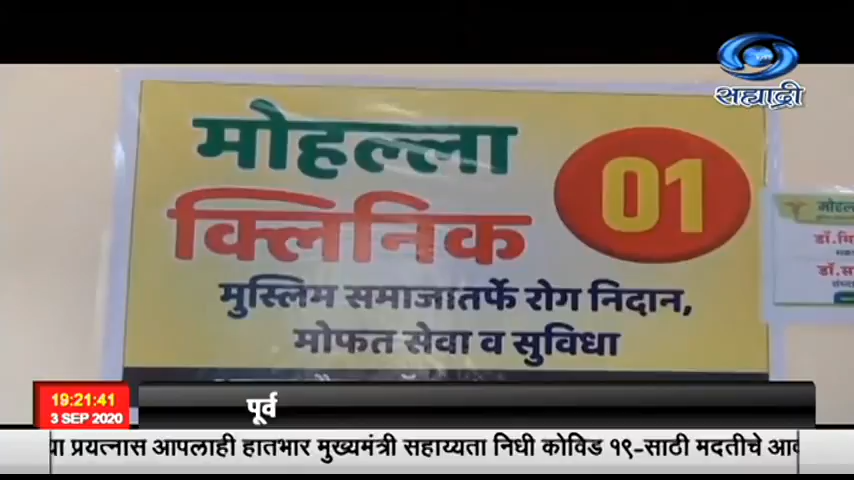 सह्याद्री
मोहल्ला
क्लिनिक
01
मुस्लिम समाजातर्फे रोग निदान,
मोफत सेवा व सुविधा
डॉ.
डॉ.
19:21:41
3 SEP 2020
पूर्व
प्रयत्नास आपलाही हातभार मुख्यमंत्री सहाय्यता निधी कोविड १९-साठी मदतीचे